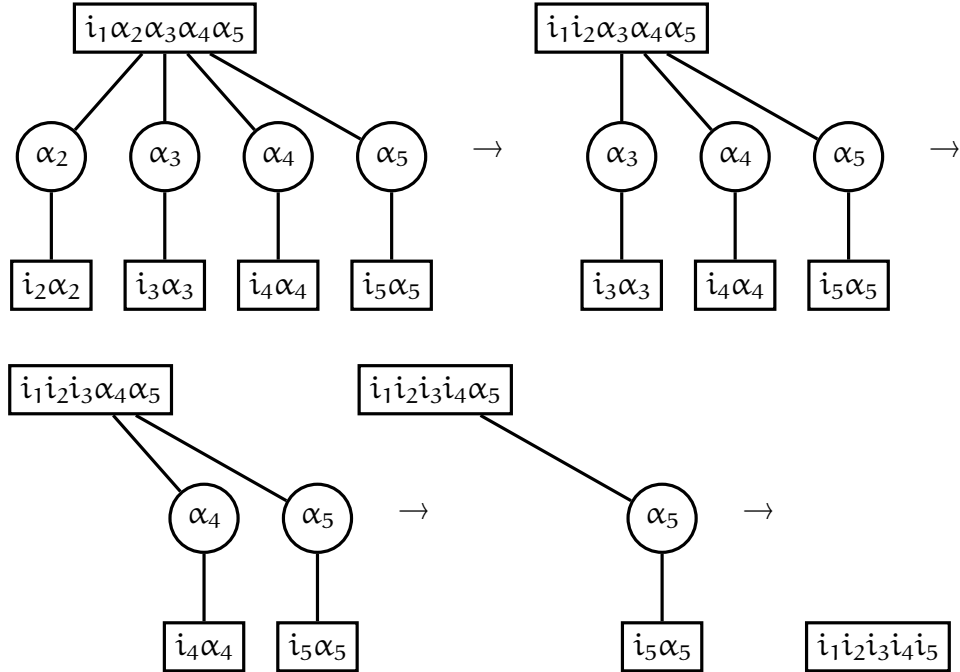 i₁α₂α₃α₄α₅ i₁i₂α₃α₄α₅
α₂ α₃ α₄ α₅ → α₃ α₄ α₅ →
i₂α₂ i₃α₃ i₄α₄ i₅α₅ i₃α₃ i₄α₄ i₅α₅
i₁i₂i₃α₄α₅ i₁i₂i₃i₄α₅
α₄ α₅ → α₅ →
i₄α₄ i₅α₅ i₅α₅ i₁i₂i₃i₄i₅